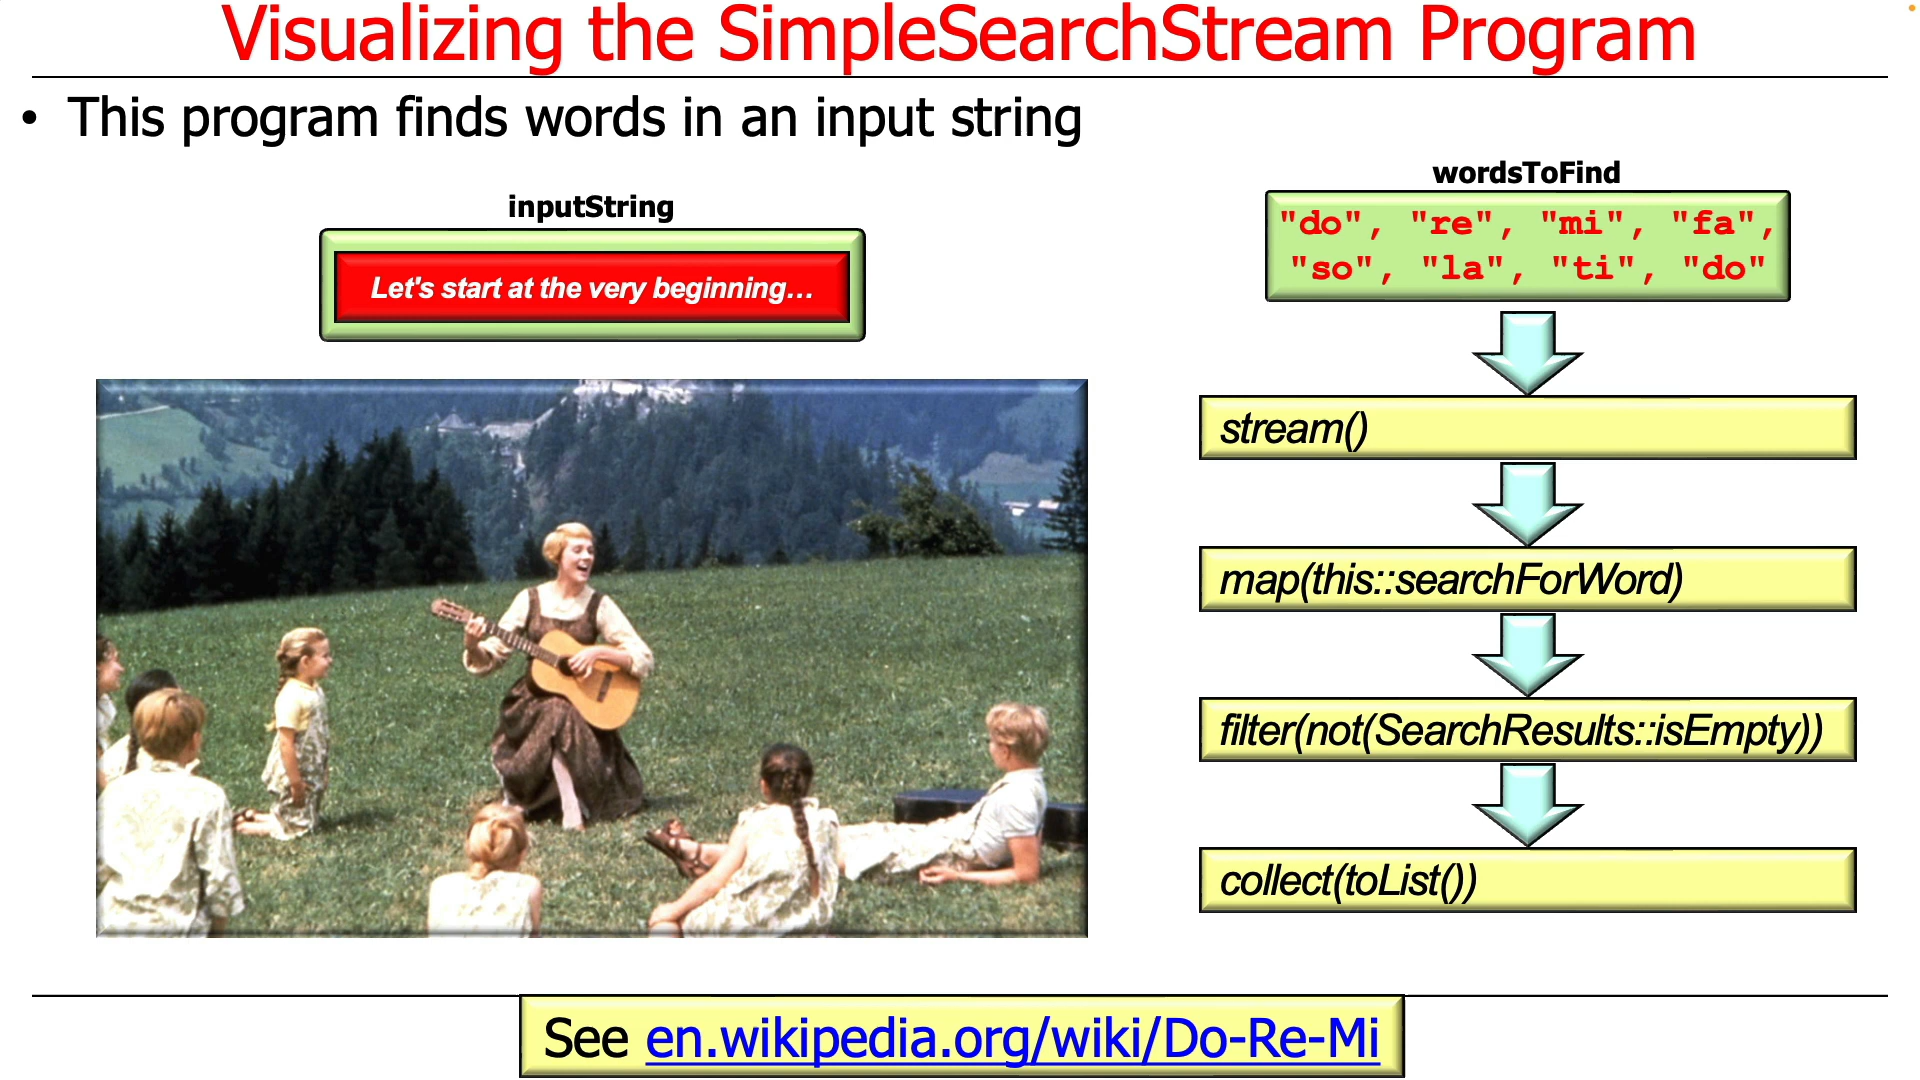 Visualizing the SimpleSearchStream Program
• This program finds words in an input string
inputString
Let's start at the very beginning...
wordsToFind
"do", "re", "mi", "fa",
"so", "la", "ti", "do"
stream()
map(this::searchForWord)
filter(not(SearchResults::isEmpty))
collect(toList())
See en.wikipedia.org/wiki/Do-Re-Mi